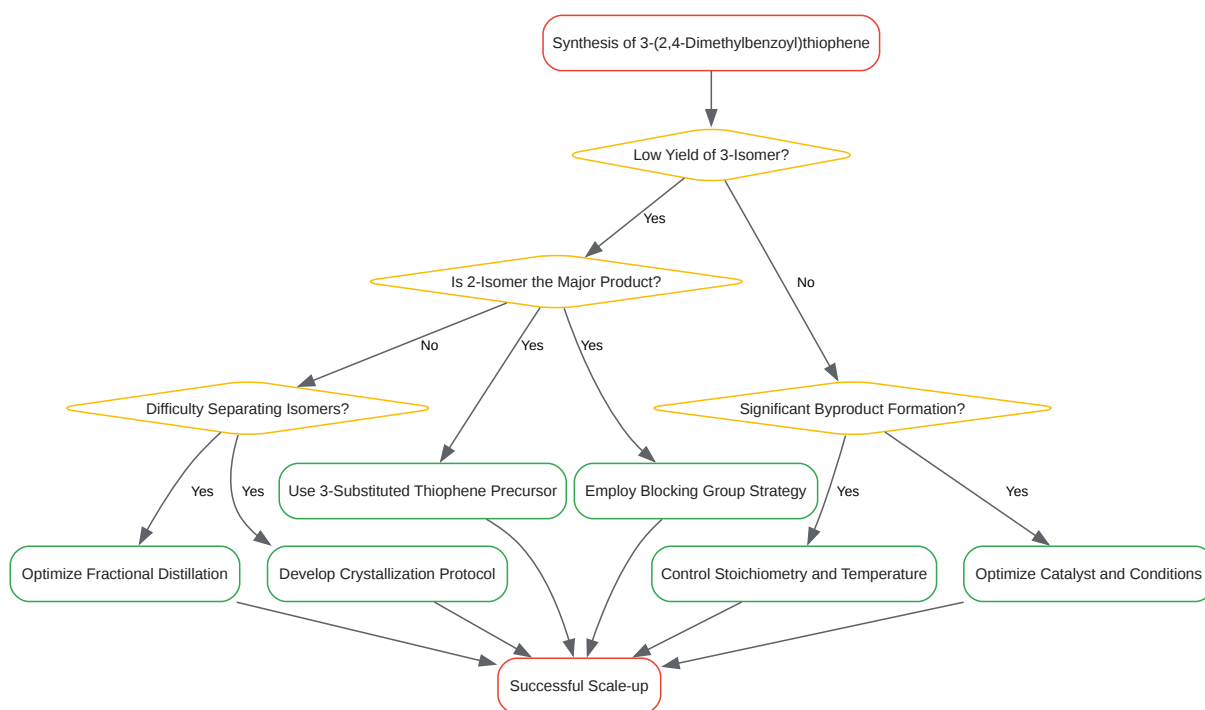 Synthesis of 3-(2,4-Dimethylbenzoyl)thiophene
Low Yield of 3-Isomer?
Yes
Is 2-Isomer the Major Product?
No
No
Yes
Yes
Difficulty Separating Isomers?
Significant Byproduct Formation?
Yes
Yes
Use 3-Substituted Thiophene Precursor
Employ Blocking Group Strategy
Yes
Yes
Optimize Fractional Distillation
Develop Crystallization Protocol
Control Stoichiometry and Temperature
Optimize Catalyst and Conditions
Successful Scale-up